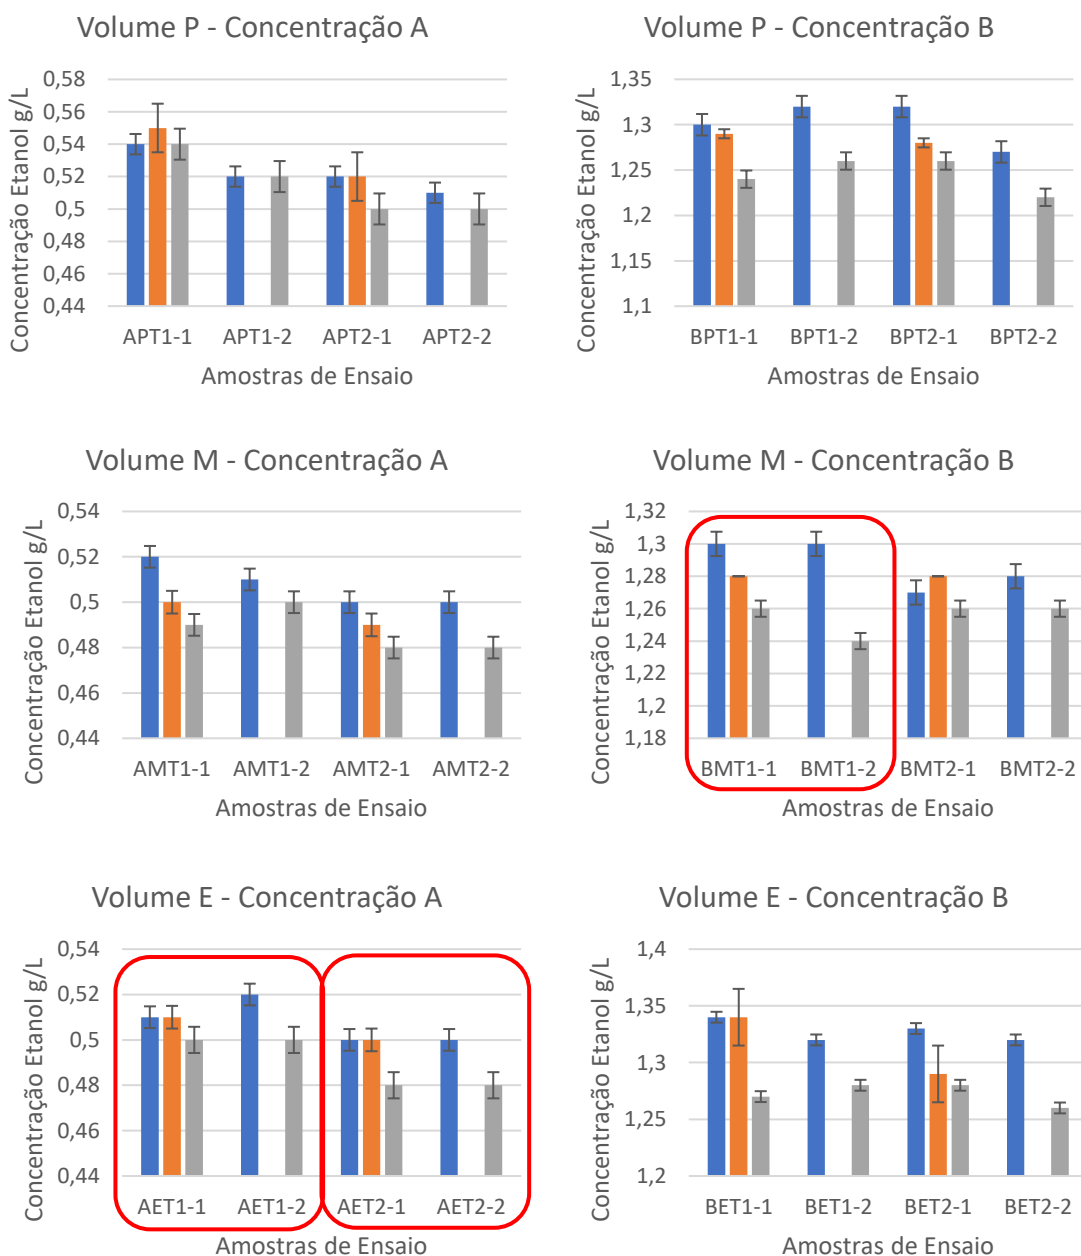 Volume P - Concentração A
Concentração Etanol g/L
0,58
0,56
0,54
0,52
0,5
0,48
0,46
0,44
APT1-1 APT1-2 APT2-1 APT2-2
Amostras de Ensaio
Volume P - Concentração B
Concentração Etanol g/L
1,35
1,3
1,25
1,2
1,15
1,1
BPT1-1 BPT1-2 BPT2-1 BPT2-2
Amostras de Ensaio
Volume M - Concentração A
Concentração Etanol g/L
0,54
0,52
0,5
0,48
0,46
0,44
AMT1-1 AMT1-2 AMT2-1 AMT2-2
Amostras de Ensaio
Volume M - Concentração B
Concentração Etanol g/L
1,32
1,3
1,28
1,26
1,24
1,22
1,2
1,18
BMT1-1 BMT1-2 BMT2-1 BMT2-2
Amostras de Ensaio
Volume E - Concentração A
Concentração Etanol g/L
0,54
0,52
0,5
0,48
0,46
0,44
AET1-1 AET1-2 AET2-1 AET2-2
Amostras de Ensaio
Volume E - Concentração B
Concentração Etanol g/L
1,4
1,35
1,3
1,25
1,2
BET1-1 BET1-2 BET2-1 BET2-2
Amostras de Ensaio